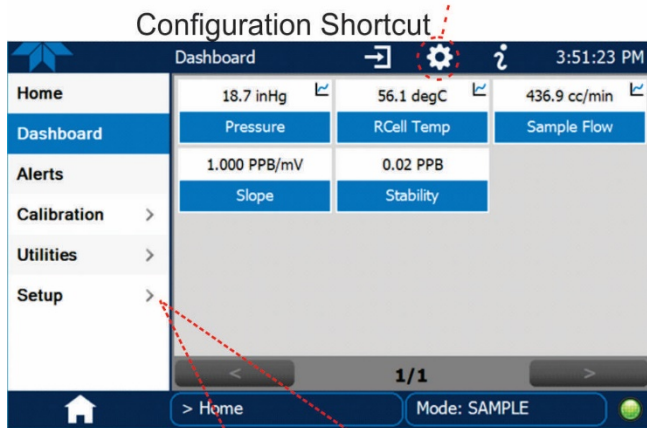 Configuration Shortcut
Dashboard 3:51:23 PM
Home
Dashboard
Alerts
Calibration >
Utilities >
Setup >
18.7 inHg 56.1 degC 436.9 cc/min
Pressure RCell Temp Sample Flow
1.000 PPB/mV 0.02 PPB
Slope Stability
< 1/1 >
> Home Mode: SAMPLE